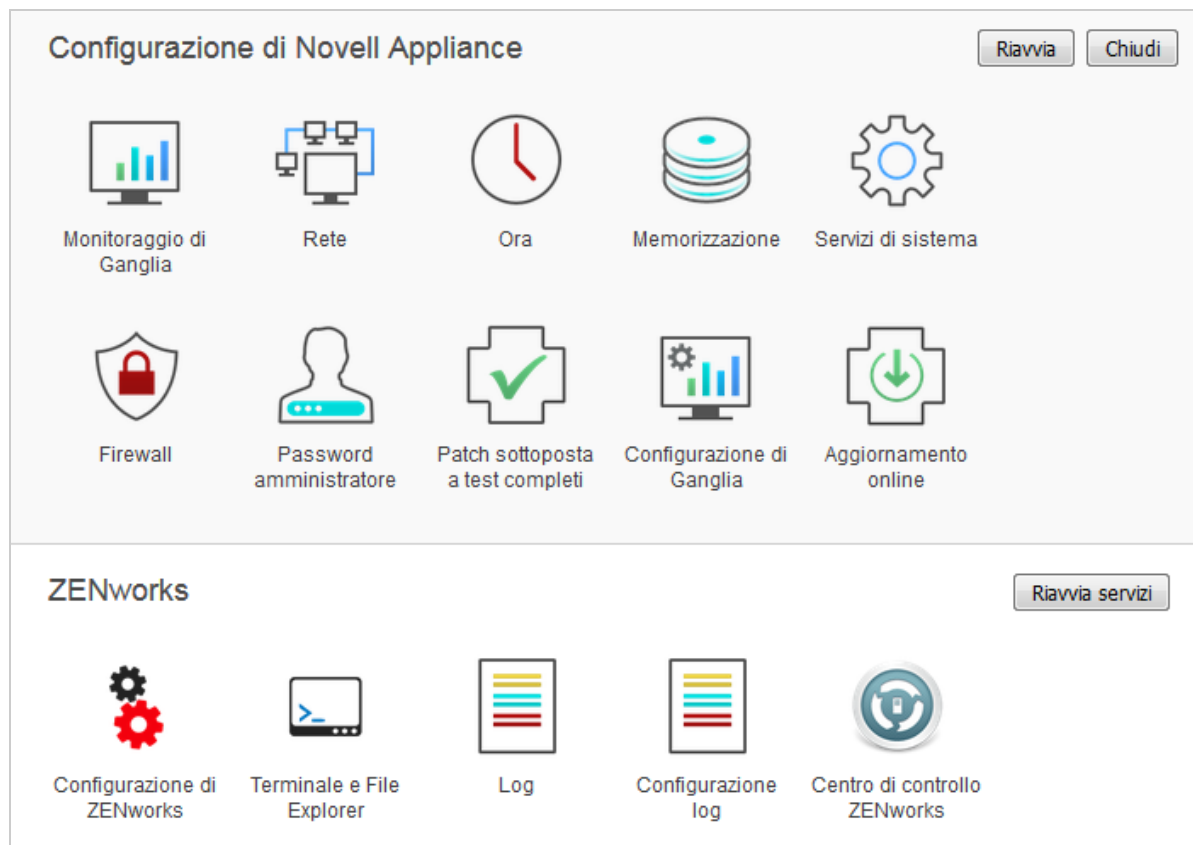 Configurazione di Novell Appliance
Riavvia
Chiudi
Monitoraggio di
Ganglia
Rete
Ora
Memorizzazione
Servizi di sistema
Firewall
Password
amministratore
Patch sottoposta
a test completi
Configurazione di
Ganglia
Aggiornamento
online
ZENworks
Riavvia servizi
Configurazione di
ZENworks
Terminale e File
Explorer
Log
Configurazione
log
Centro di controllo
ZENworks